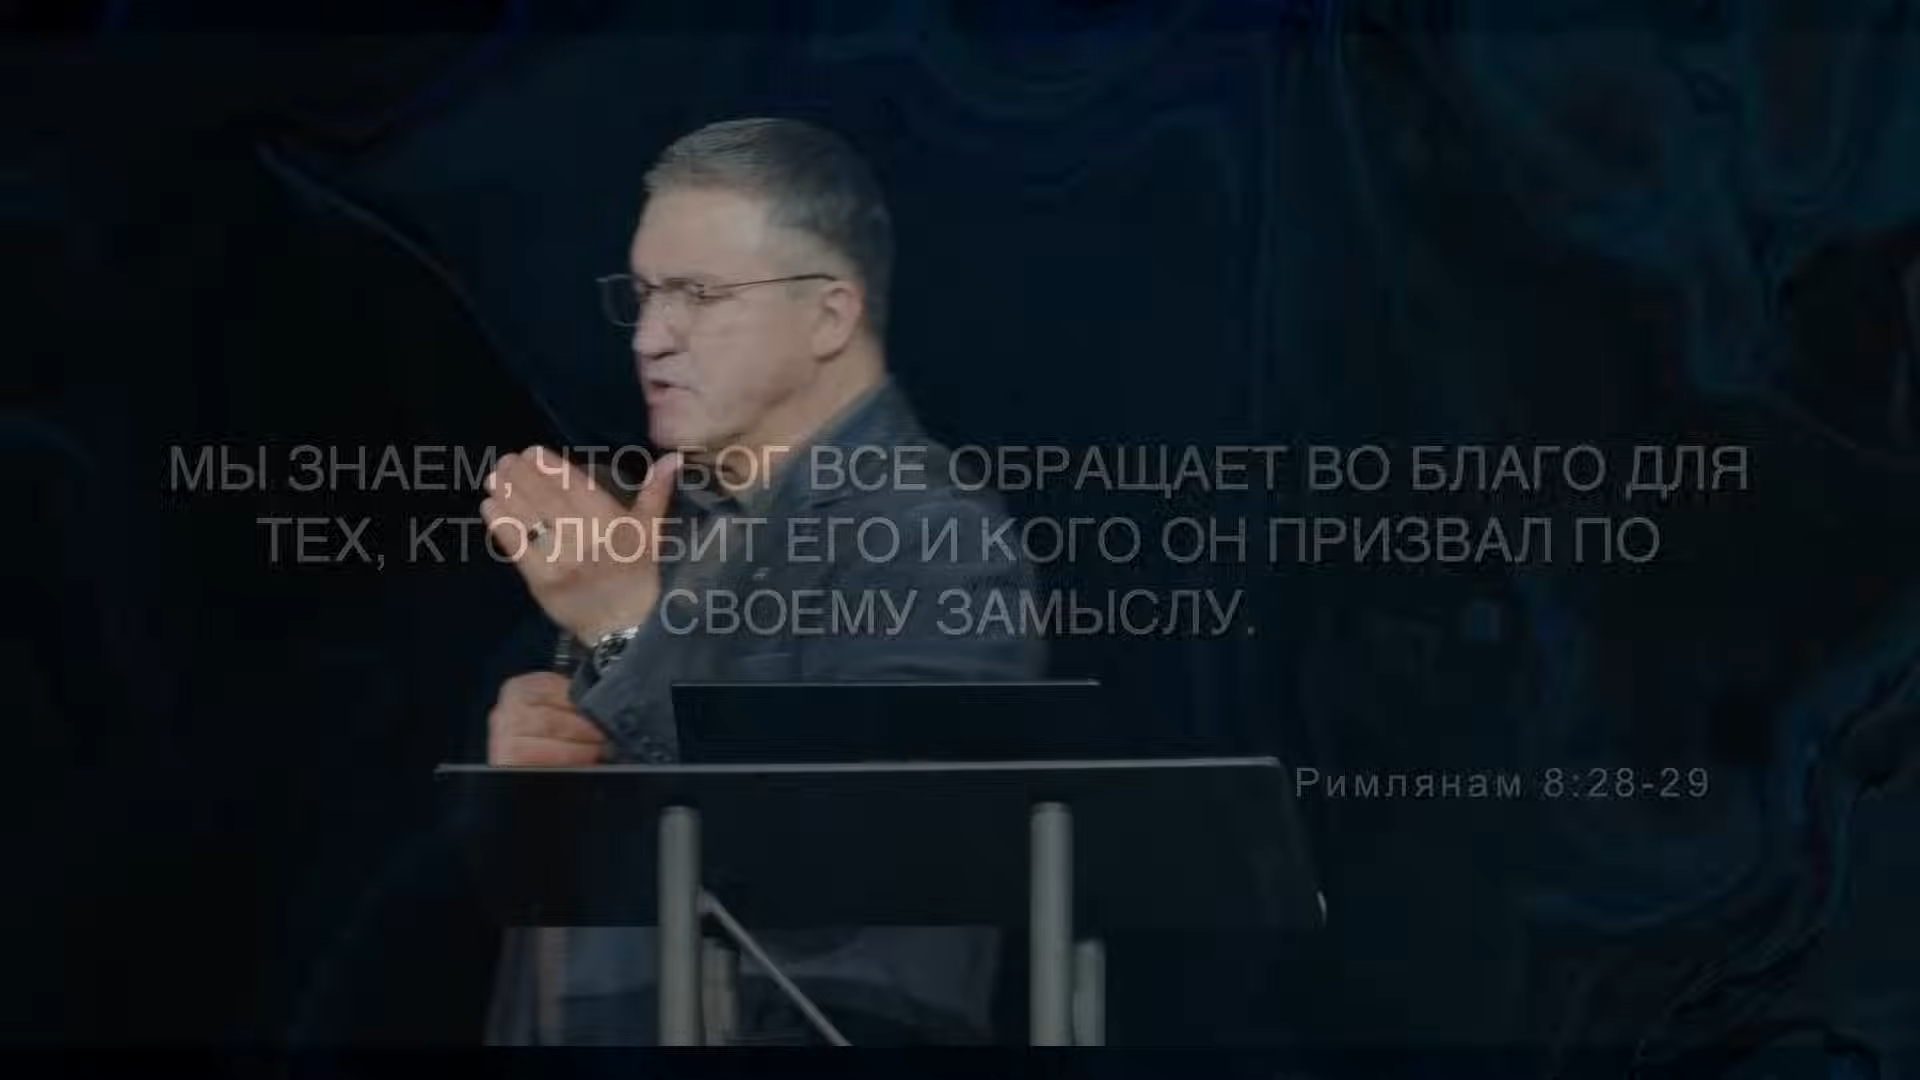 МЫ ЗНАЕМ, ЧТО БОГ ВСЕ ОБРАЩАЕТ ВО БЛАГО ДЛЯ
ТЕХ, КТО ЛЮБИТ ЕГО И КОГО ОН ПРИЗВАЛ ПО
СВОЕМУ ЗАМЫСЛУ.
Римлянам 8:28-29